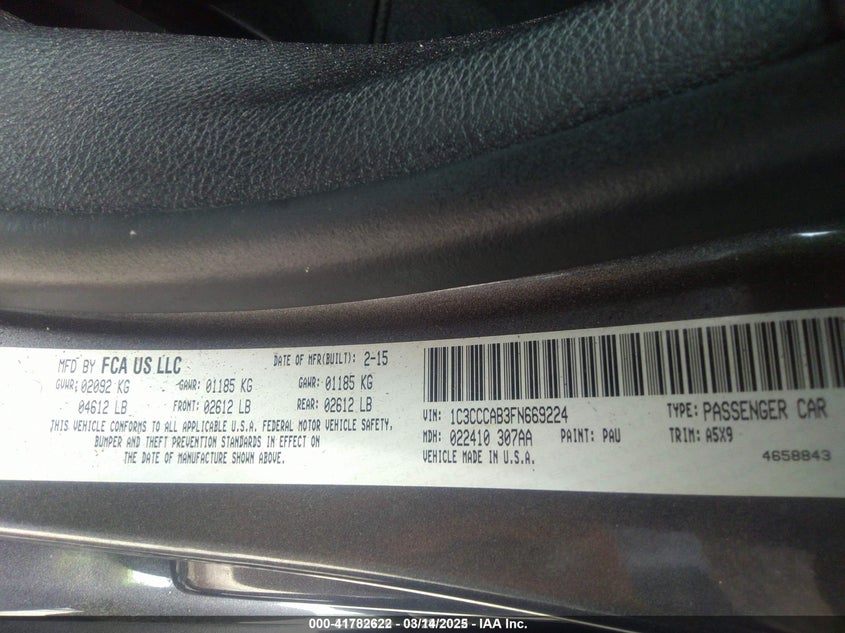 MFD BY FCA US LLC
DATE OF MFR(BUILT): 2-15
GVWR: 02092 KG GAWR: 01185 KG GAWR: 01185 KG
04612 LB FRONT: 02612 LB REAR: 02612 LB
THIS VEHICLE CONFORMS TO ALL APPLICABLE U.S.A. FEDERAL MOTOR VEHICLE SAFETY,
BUMPER AND THEFT PREVENTION STANDARDS IN EFFECT ON
THE DATE OF MANUFACTURE SHOWN ABOVE.
VIN: 1C3CCCAB3FN669224 TYPE: PASSENGER CAR
MDH: 022410 307AA PAINT: PAU TRIM: A5X9
VEHICLE MADE IN U.S.A. 4658843
000-41782622 - 03/14/2025 - IAA Inc.